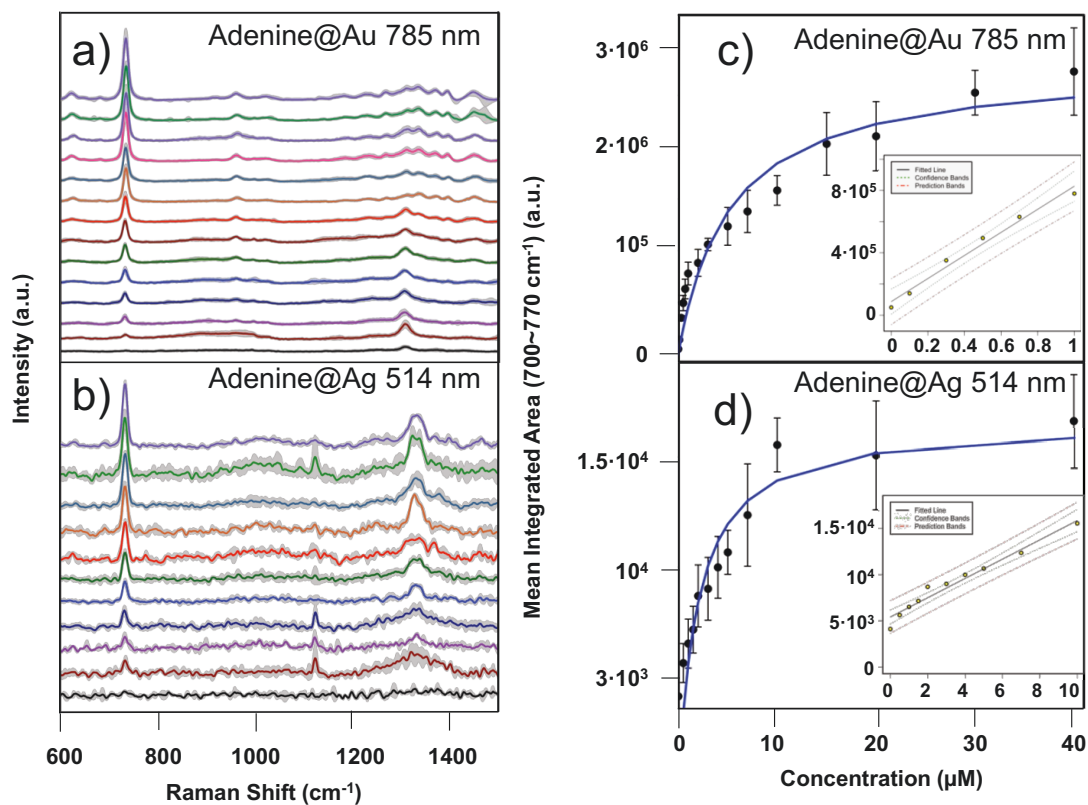 a)
Adenine@Au 785 nm
b)
Adenine@Ag 514 nm
Intensity (a.u.)
600
800
1000
1200
1400
Raman Shift (cm⁻¹)
c)
Adenine@Au 785 nm
3·10⁶
2·10⁶
10⁵
0
Fitted Line
Confidence Bands
Prediction Bands
8·10⁵
4·10⁵
0
0
0.2
0.4
0.6
0.8
1
Mean Integrated Area (700~770 cm⁻¹) (a.u.)
d)
Adenine@Ag 514 nm
1.5·10⁴
10⁴
3·10³
Fitted Line
Confidence Bands
Prediction Bands
1.5·10⁴
10⁴
5·10³
0
0
2
4
6
8
10
0
10
20
30
40
Concentration (µM)